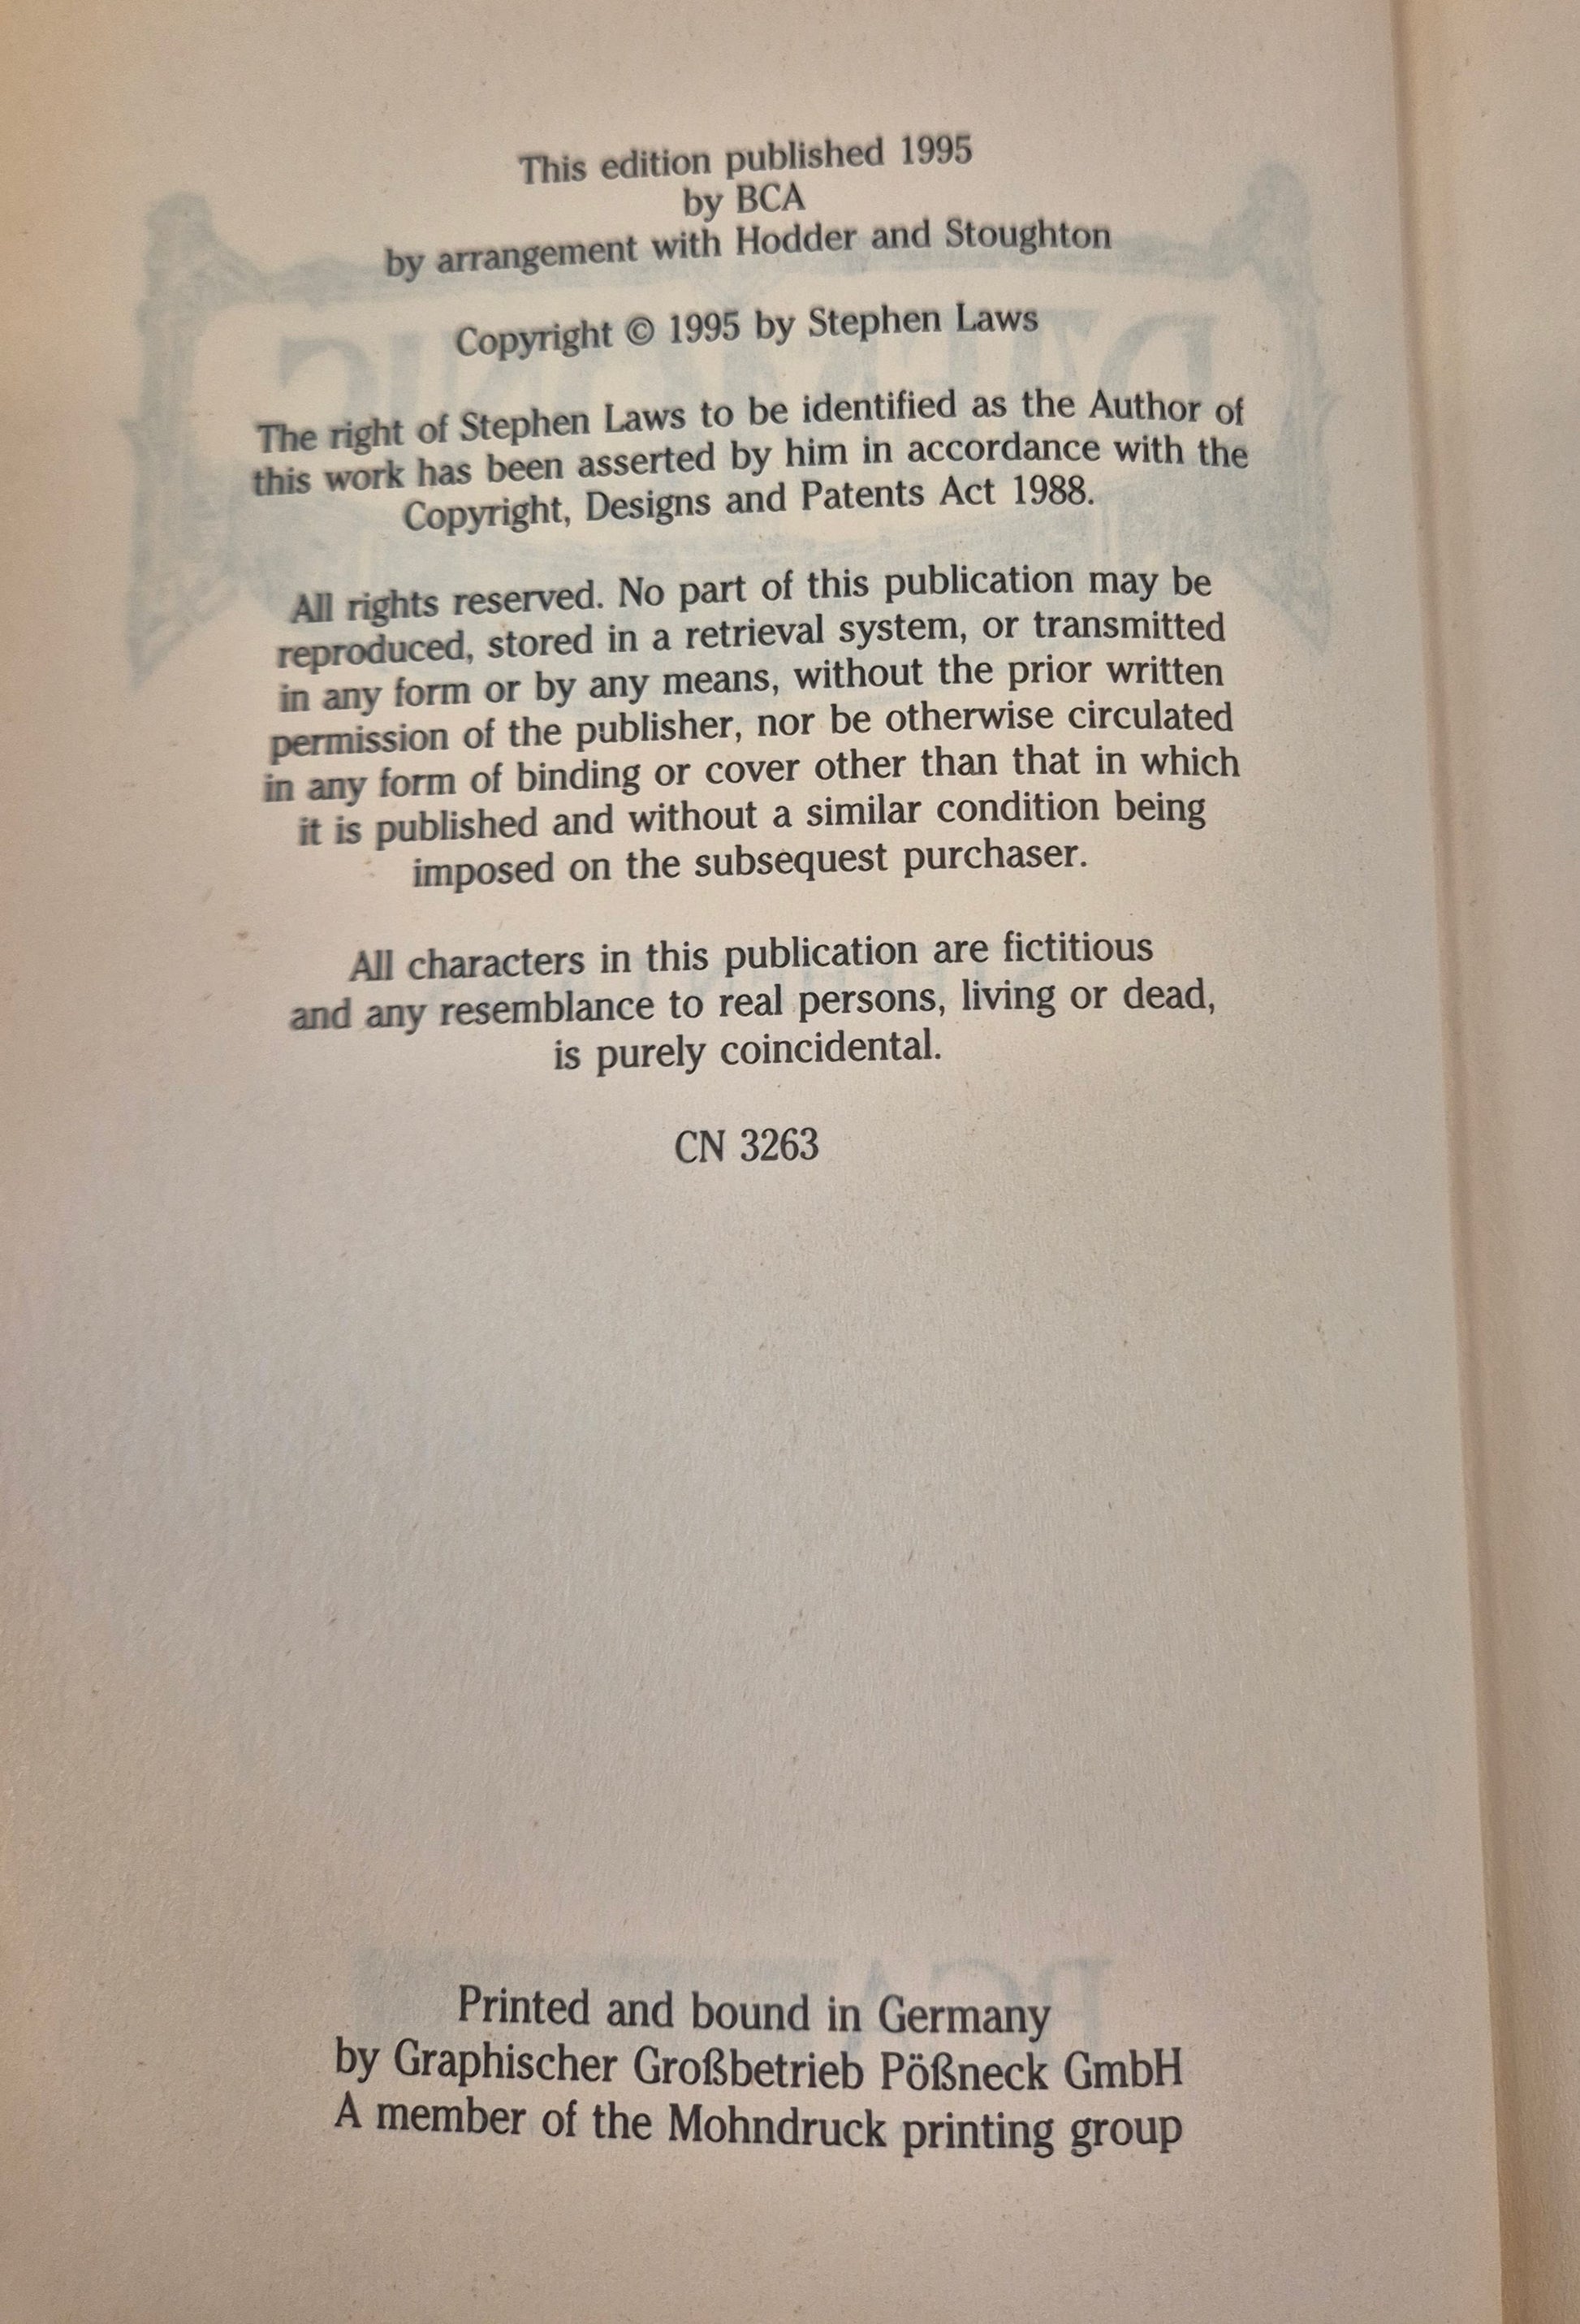 This edition published 1995
by BCA
by arrangement with Hodder and Stoughton
Copyright © 1995 by Stephen Laws
The right of Stephen Laws to be identified as the Author of
this work has been asserted by him in accordance with the
Copyright, Designs and Patents Act 1988.
All rights reserved. No part of this publication may be
reproduced, stored in a retrieval system, or transmitted
in any form or by any means, without the prior written
permission of the publisher, nor be otherwise circulated
in any form of binding or cover other than that in which
it is published and without a similar condition being
imposed on the subsequest purchaser.
All characters in this publication are fictitious
and any resemblance to real persons, living or dead,
is purely coincidental.
CN 3263
Printed and bound in Germany
by Graphischer Großbetrieb Pößneck GmbH
A member of the Mohndruck printing group